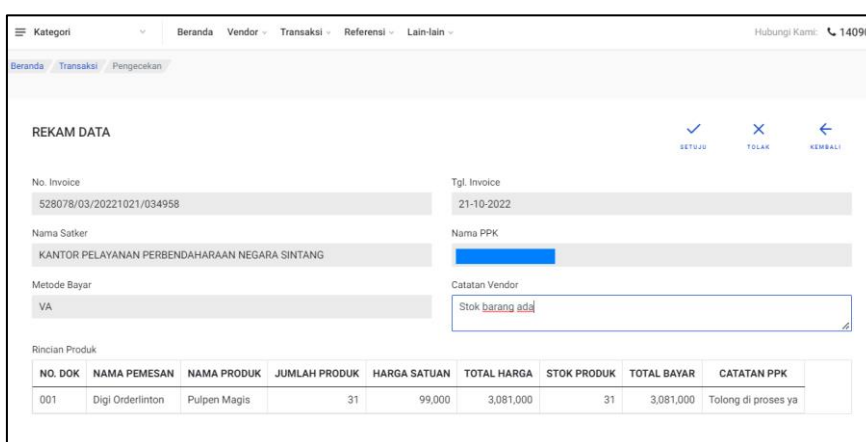 Kategori Beranda Vendor Transaksi Referensi Lain-lain Hubungi Kami: 14090
Beranda Transaksi Pengecekan
REKAM DATA
SETUJU TOLAK KEMBALI
No. Invoice Tgl. Invoice
528078/03/20221021/034958 21-10-2022
Nama Satker Nama PPK
KANTOR PELAYANAN PERBENDAHARAAN NEGARA SINTANG
Metode Bayar Catatan Vendor
VA Stok barang ada
Rincian Produk
NO. DOK NAMA PEMESAN NAMA PRODUK JUMLAH PRODUK HARGA SATUAN TOTAL HARGA STOK PRODUK TOTAL BAYAR CATATAN PPK
001 Digi Orderlinton Pulpen Magis 31 99,000 3,081,000 31 3,081,000 Tolong di proses ya